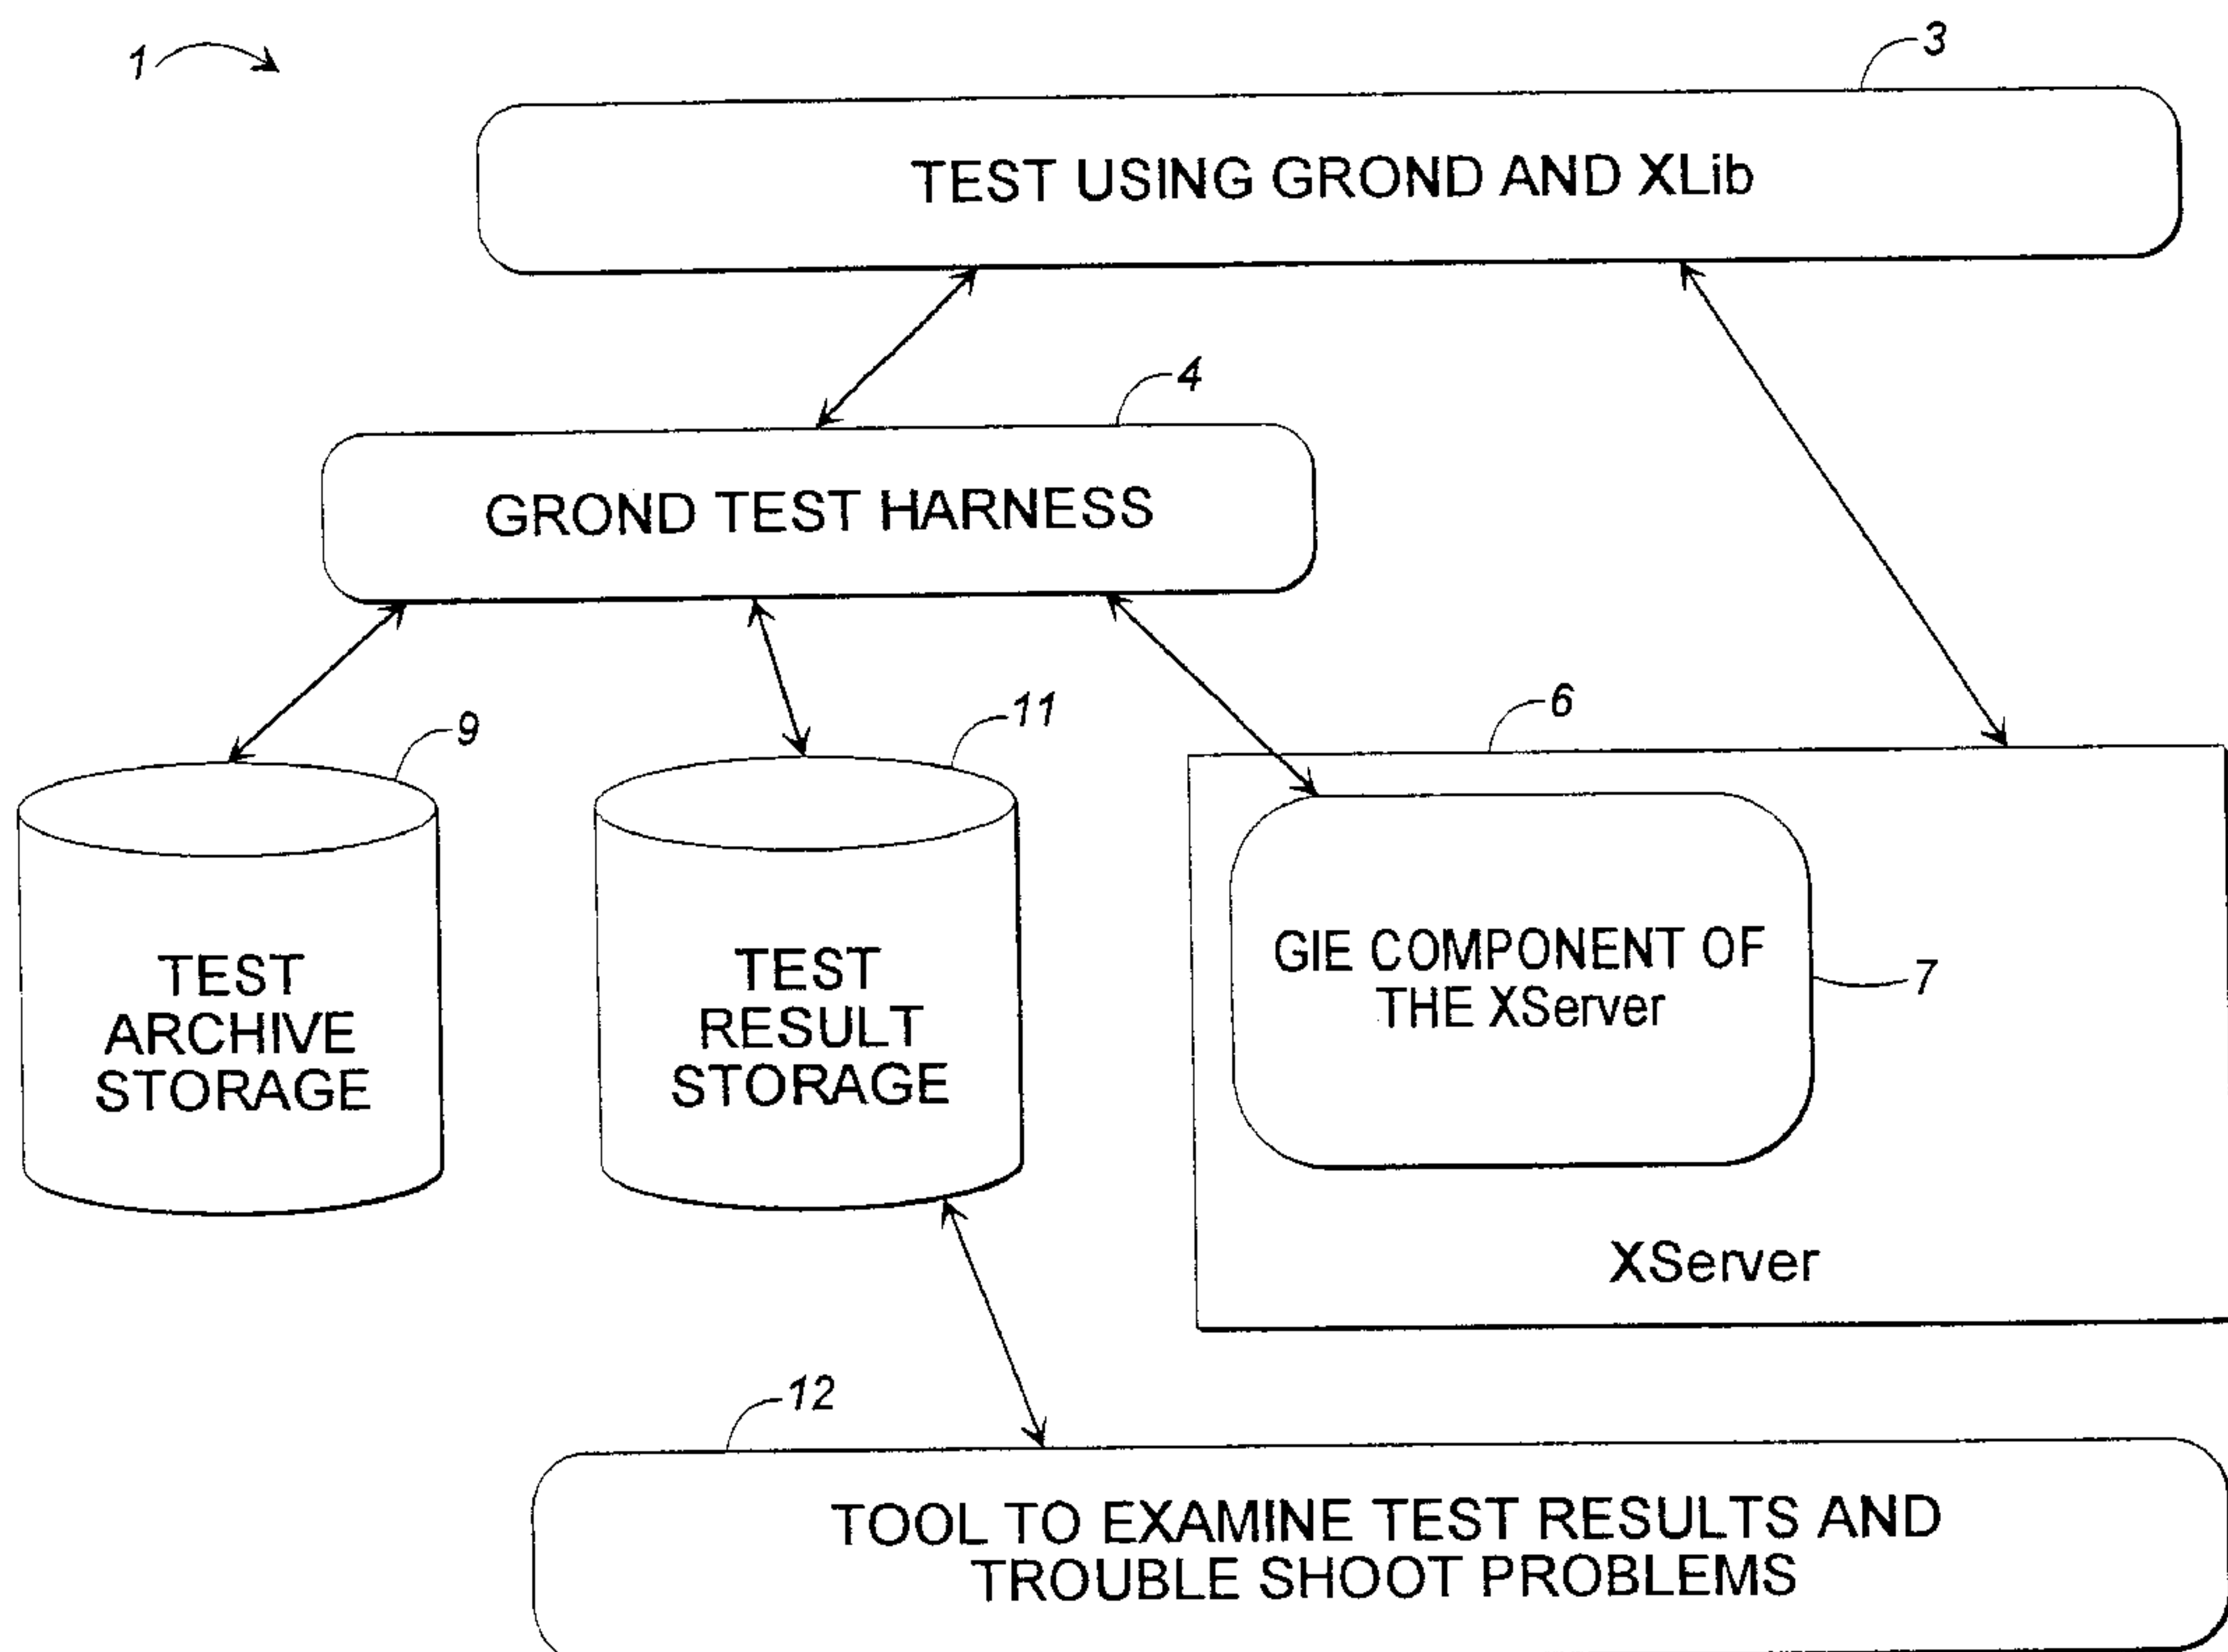 1
3
TEST USING GROND AND XLib
4
GROND TEST HARNESS
9
11
6
TEST
ARCHIVE
STORAGE
TEST
RESULT
STORAGE
GIE COMPONENT OF
THE XServer
7
XServer
12
TOOL TO EXAMINE TEST RESULTS AND
TROUBLE SHOOT PROBLEMS